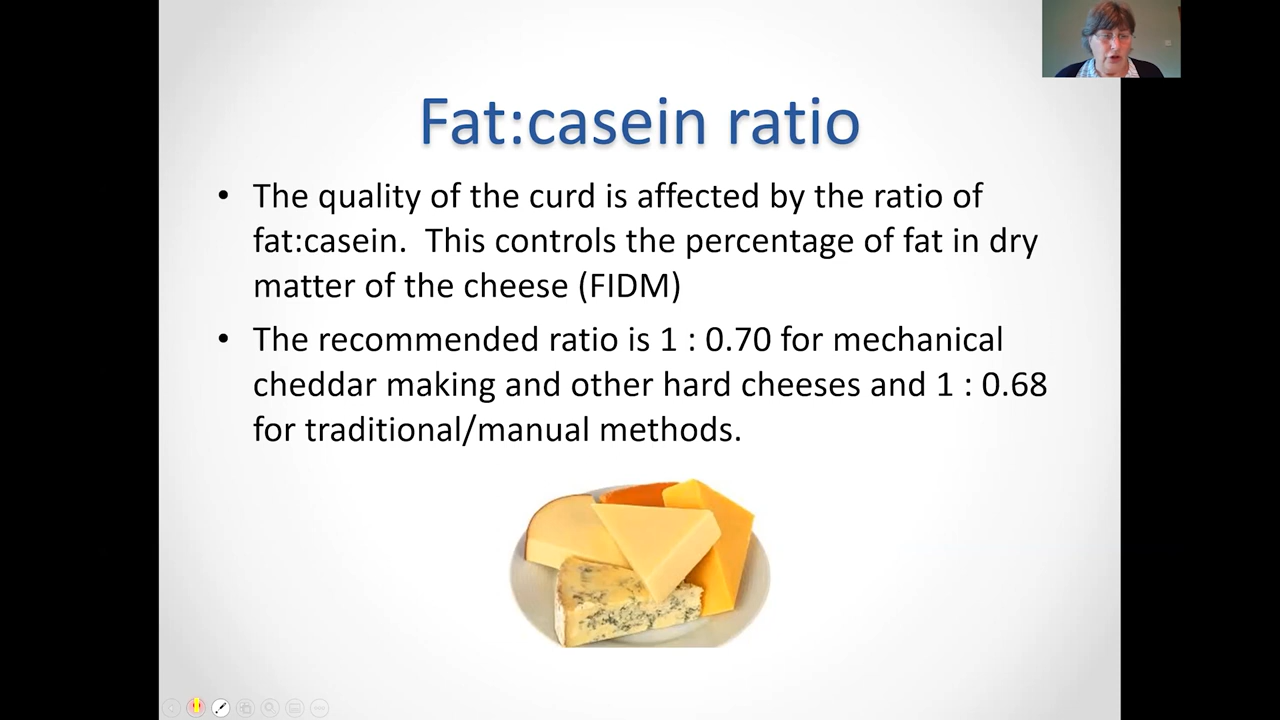 Fat:casein ratio
• The quality of the curd is affected by the ratio of
fat:casein.  This controls the percentage of fat in dry
matter of the cheese (FIDM)
• The recommended ratio is 1 : 0.70 for mechanical
cheddar making and other hard cheeses and 1 : 0.68
for traditional/manual methods.